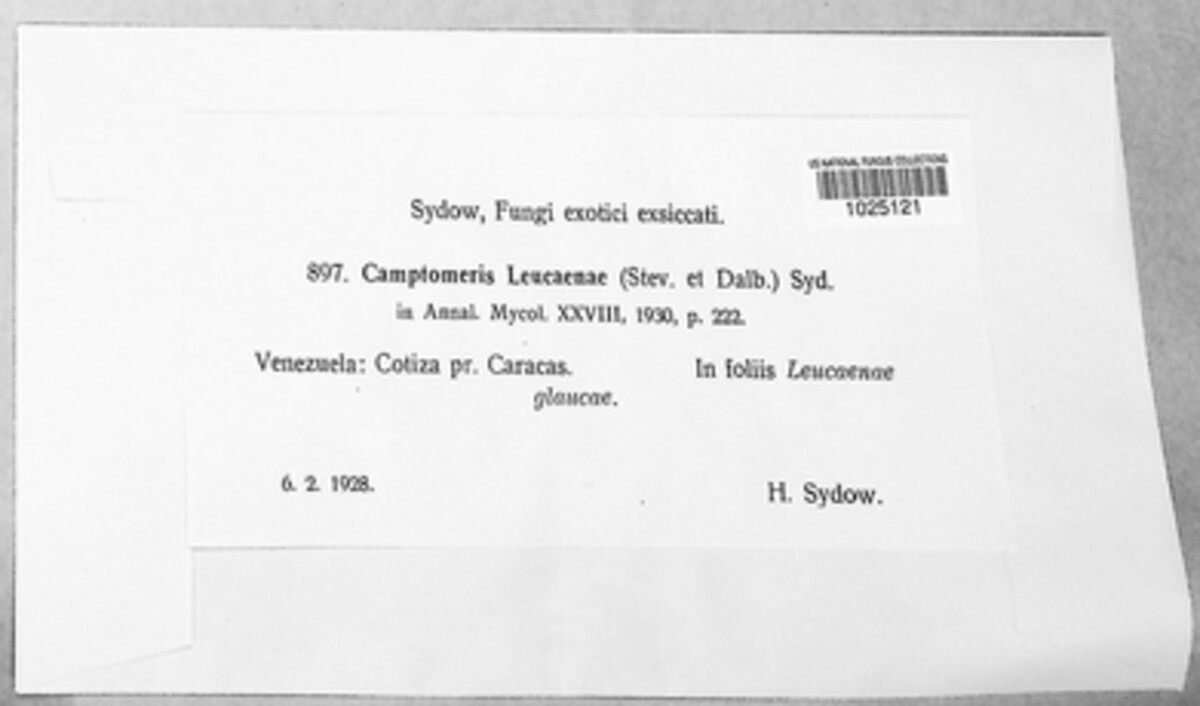 US NATIONAL FUNGUS COLLECTIONS
1025121
Sydow, Fungi exotici exsiccati.
897. Camptomeris Leucaenae (Stev. et Dalb.) Syd.
in Annal. Mycol. XXVIII, 1930, p. 222.
Venezuela: Cotiza pr. Caracas. In foliis Leucaenae
glaucae.
6. 2. 1928.
H. Sydow.